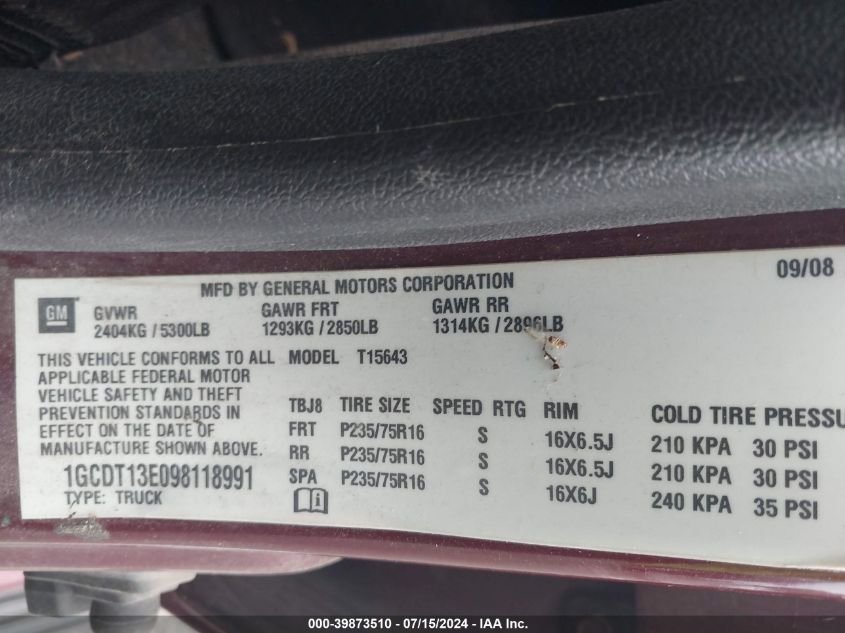 MFD BY GENERAL MOTORS CORPORATION 09/08
GM GVWR GAWR FRT GAWR RR
2404KG / 5300LB 1293KG / 2850LB 1314KG / 2896LB
THIS VEHICLE CONFORMS TO ALL MODEL T15643
APPLICABLE FEDERAL MOTOR
VEHICLE SAFETY AND THEFT
PREVENTION STANDARDS IN
EFFECT ON THE DATE OF
MANUFACTURE SHOWN ABOVE.
1GCDT13E098118991
TYPE: TRUCK
TBJ8 TIRE SIZE SPEED RTG RIM COLD TIRE PRESSU
FRT P235/75R16 S 16X6.5J 210 KPA 30 PSI
RR P235/75R16 S 16X6.5J 210 KPA 30 PSI
SPA P235/75R16 S 16X6J 240 KPA 35 PSI
000-39873510 - 07/15/2024 - IAA Inc.